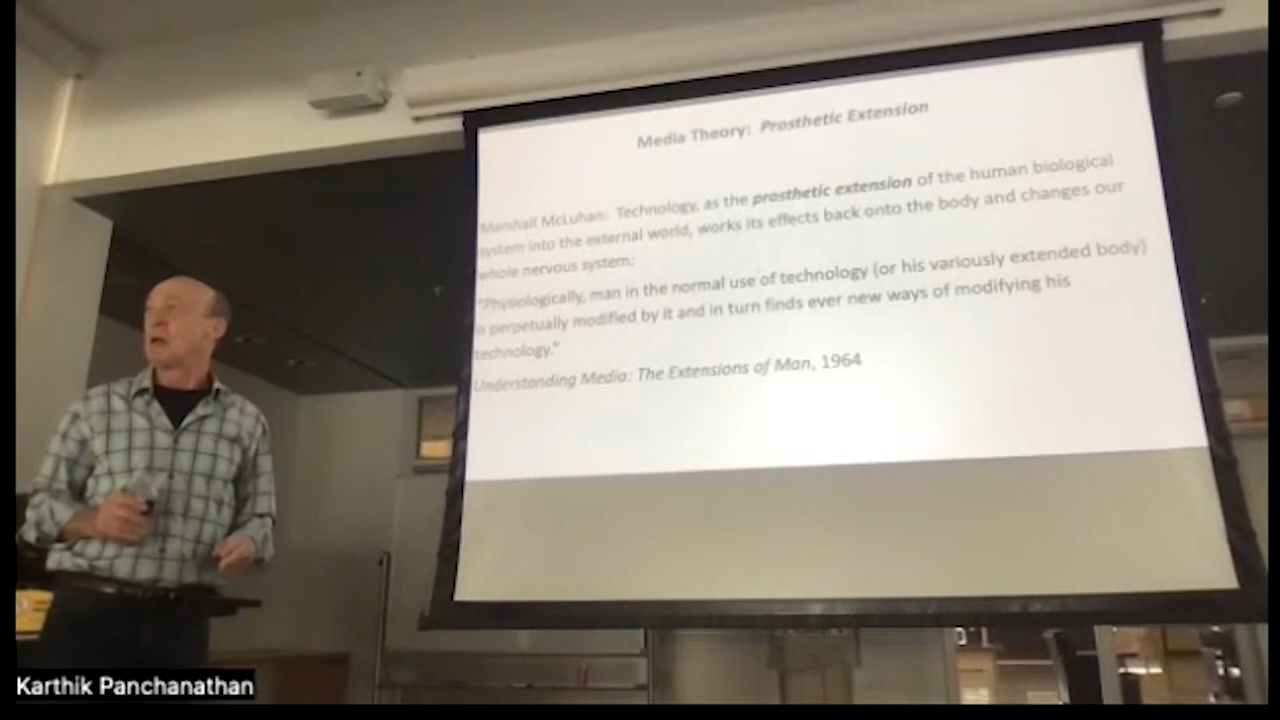 Media Theory: Prosthetic Extension
Marshall McLuhan: Technology, as the prosthetic extension of the human biological
system into the external world, works its effects back onto the body and changes our
whole nervous system:
"Physiologically, man in the normal use of technology (or his variously extended body)
is perpetually modified by it and in turn finds ever new ways of modifying his
technology."
Understanding Media: The Extensions of Man, 1964
Karthik Panchanathan